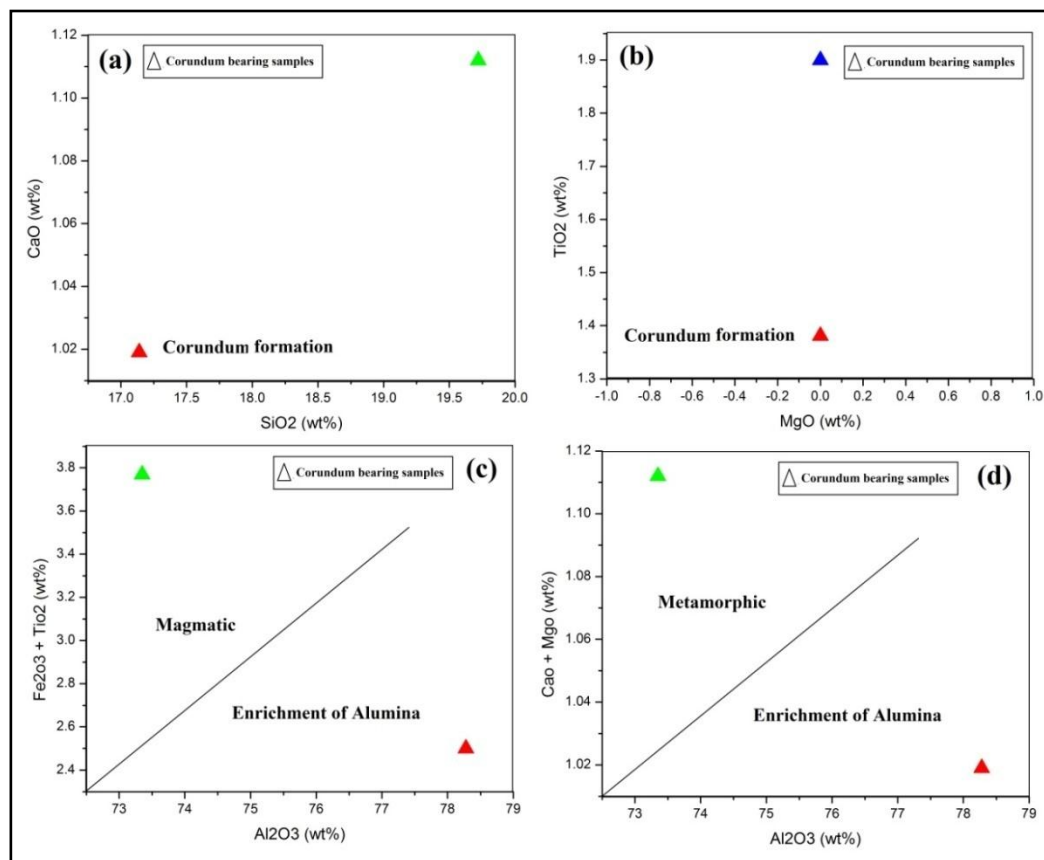 (a)
Corundum bearing samples
1.12
1.10
1.08
1.06
1.04
1.02
CaO (wt%)
Corundum formation
17.0 17.5 18.0 18.5 19.0 19.5 20.0
SiO2 (wt%)
(b)
Corundum bearing samples
1.9
1.8
1.7
1.6
1.5
1.4
1.3
TiO2 (wt%)
Corundum formation
-1.0 -0.8 -0.6 -0.4 -0.2 0.0 0.2 0.4 0.6 0.8 1.0
MgO (wt%)
Corundum bearing samples
(c)
3.8
3.6
3.4
3.2
3.0
2.8
2.6
2.4
Fe2o3 + Tio2 (wt%)
Magmatic
Enrichment of Alumina
73 74 75 76 77 78 79
Al2O3 (wt%)
Corundum bearing samples
(d)
1.12
1.10
1.08
1.06
1.04
1.02
Cao + Mgo (wt%)
Metamorphic
Enrichment of Alumina
73 74 75 76 77 78 79
Al2O3 (wt%)